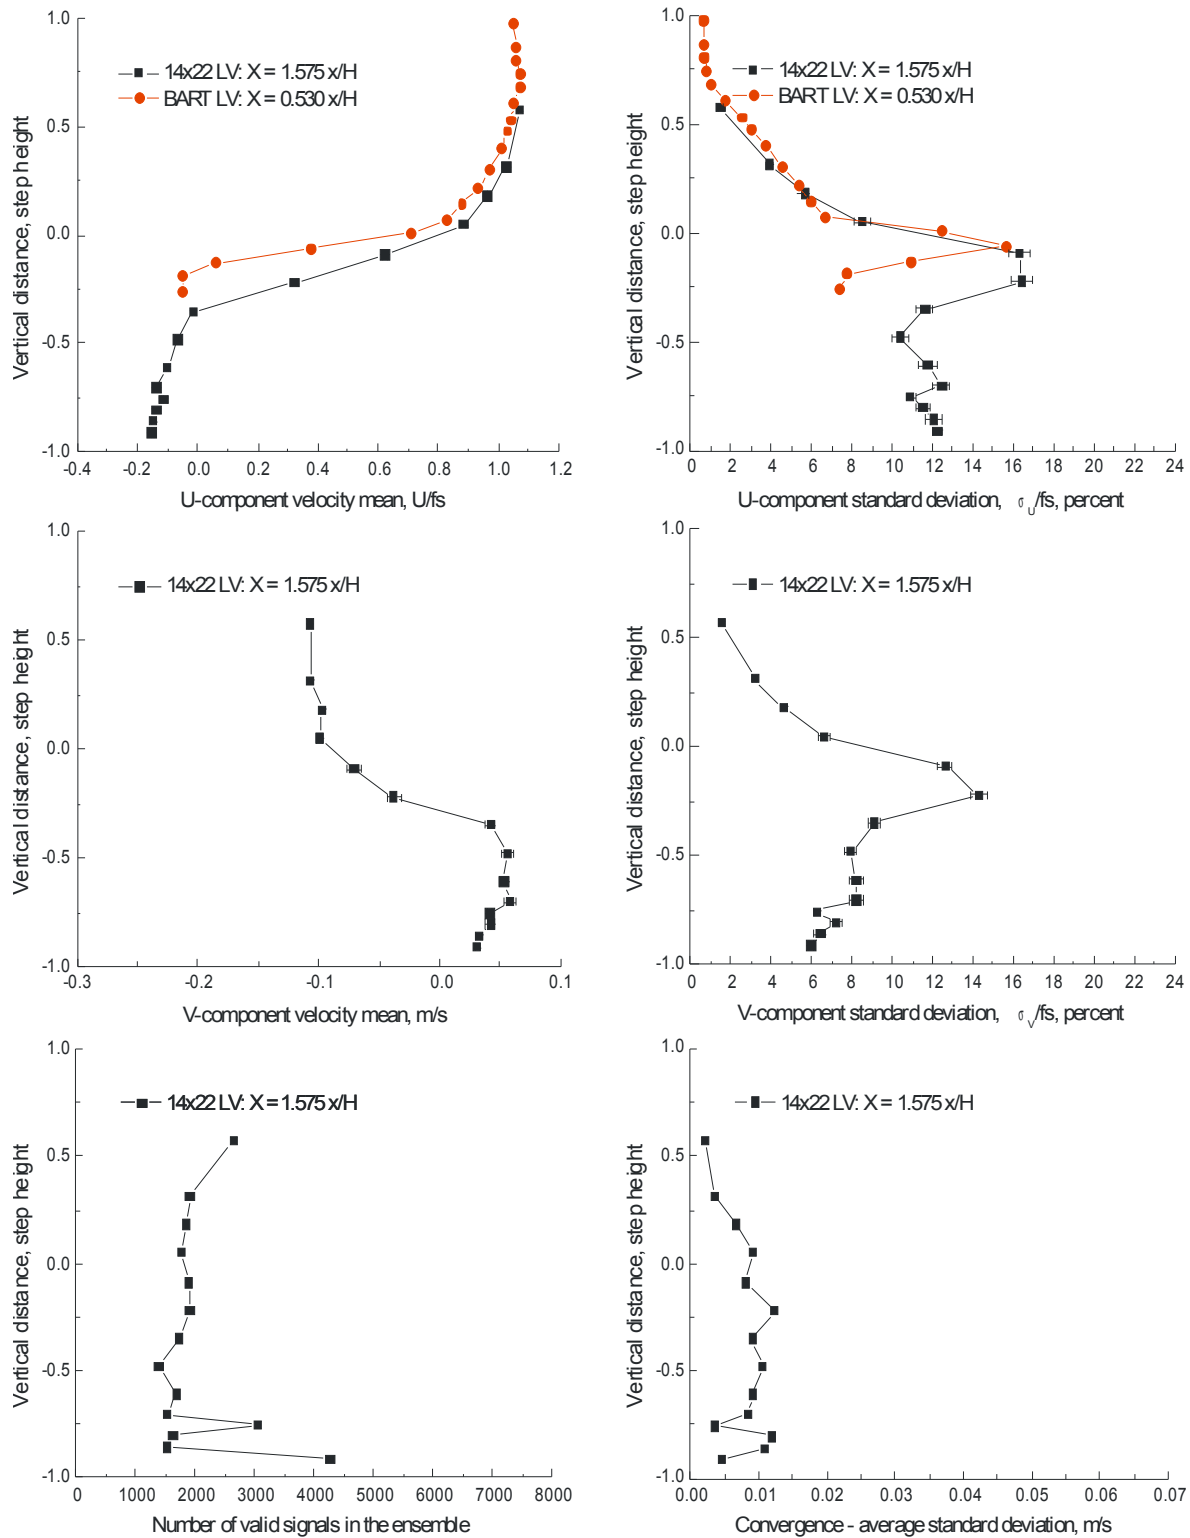 1.0
14x22 LV: X = 1.575 x/H
BART LV: X = 0.530 x/H
0.5
0.0
-0.5
-1.0
Vertical distance, step height
-0.4 -0.2 0.0 0.2 0.4 0.6 0.8 1.0 1.2
U-component velocity mean, U/fs
1.0
14x22 LV: X = 1.575 x/H
BART LV: X = 0.530 x/H
0.5
0.0
-0.5
-1.0
Vertical distance, step height
0 2 4 6 8 10 12 14 16 18 20 22 24
U-component standard deviation, σU/fs, percent
1.0
14x22 LV: X = 1.575 x/H
0.5
0.0
-0.5
-1.0
Vertical distance, step height
-0.3 -0.2 -0.1 0.0 0.1
V-component velocity mean, m/s
1.0
14x22 LV: X = 1.575 x/H
0.5
0.0
-0.5
-1.0
Vertical distance, step height
0 2 4 6 8 10 12 14 16 18 20 22 24
V-component standard deviation, σV/fs, percent
1.0
14x22 LV: X = 1.575 x/H
0.5
0.0
-0.5
-1.0
Vertical distance, step height
0 1000 2000 3000 4000 5000 6000 7000 8000
Number of valid signals in the ensemble
1.0
14x22 LV: X = 1.575 x/H
0.5
0.0
-0.5
-1.0
Vertical distance, step height
0.00 0.01 0.02 0.03 0.04 0.05 0.06 0.07
Convergence - average standard deviation, m/s